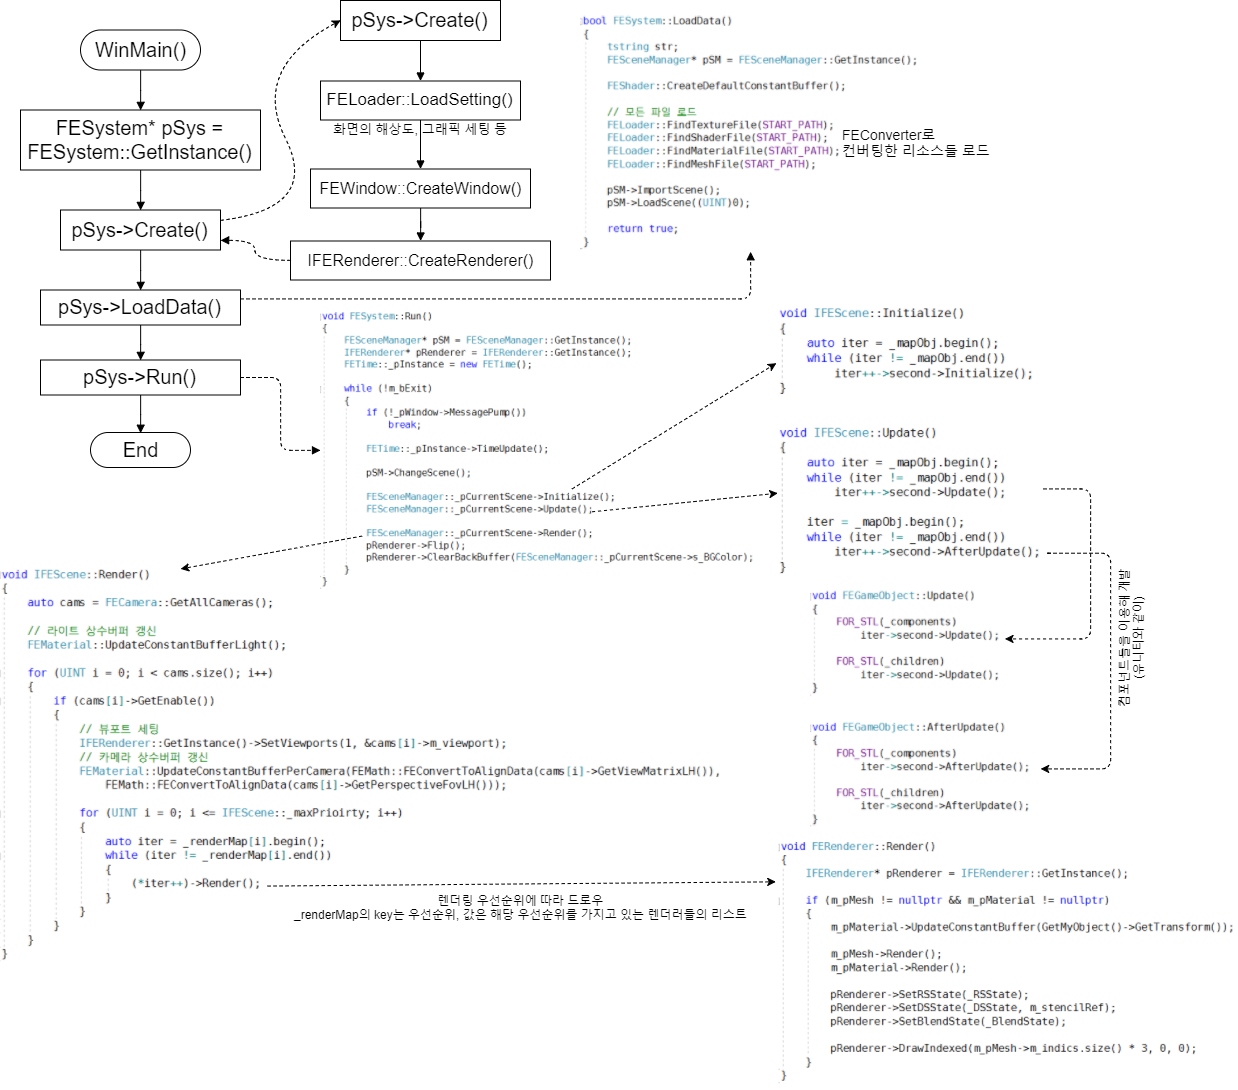 WinMain()
FESystem* pSys =
FESystem::GetInstance()
pSys->Create()
pSys->LoadData()
pSys->Run()
End
pSys->Create()
FELoader::LoadSetting()
화면의 해상도, 그래픽 세팅 등
FEWindow::CreateWindow()
IFERenderer::CreateRenderer()
bool FESystem::LoadData()
{
tstring str;
FESceneManager* pSM = FESceneManager::GetInstance();
FEShader::CreateDefaultConstantBuffer();
// 모든 파일 로드
FELoader::FindTextureFile(START_PATH);
FELoader::FindShaderFile(START_PATH);
FELoader::FindMaterialFile(START_PATH);
FELoader::FindMeshFile(START_PATH);
pSM->ImportScene();
pSM->LoadScene((UINT)0);
return true;
}
FEConverter로
컨버팅한 리소스들 로드
void FESystem::Run()
{
FESceneManager* pSM = FESceneManager::GetInstance();
IFERenderer* pRenderer = IFERenderer::GetInstance();
FETime::_pInstance = new FETime();
while (!m_bExit)
{
if (!_pWindow->MessagePump())
break;
FETime::_pInstance->TimeUpdate();
pSM->ChangeScene();
FESceneManager::_pCurrentScene->Initialize();
FESceneManager::_pCurrentScene->Update();
FESceneManager::_pCurrentScene->Render();
pRenderer->Flip();
pRenderer->ClearBackBuffer(FESceneManager::_pCurrentScene->s_BGColor);
}
}
void IFEScene::Initialize()
{
auto iter = _mapObj.begin();
while (iter != _mapObj.end())
iter++->second->Initialize();
}
void IFEScene::Update()
{
auto iter = _mapObj.begin();
while (iter != _mapObj.end())
iter++->second->Update();
iter = _mapObj.begin();
while (iter != _mapObj.end())
iter++->second->AfterUpdate();
}
void FEGameObject::Update()
{
FOR_STL(_components)
iter->second->Update();
FOR_STL(_children)
iter->second->Update();
}
void FEGameObject::AfterUpdate()
{
FOR_STL(_components)
iter->second->AfterUpdate();
FOR_STL(_children)
iter->second->AfterUpdate();
}
컴포넌트들을 이용해 개발
(유니티와 같이)
void IFEScene::Render()
{
auto cams = FECamera::GetAllCameras();
// 라이트 상수버퍼 갱신
FEMaterial::UpdateConstantBufferLight();
for (UINT i = 0; i < cams.size(); i++)
{
if (cams[i]->GetEnable())
{
// 뷰포트 세팅
IFERenderer::GetInstance()->SetViewports(1, &cams[i]->m_viewport);
// 카메라 상수버퍼 갱신
FEMaterial::UpdateConstantBufferPerCamera(FEMath::FEConvertToAlignData(cams[i]->GetViewMatrixLH()),
FEMath::FEConvertToAlignData(cams[i]->GetPerspectiveFovLH()));
for (UINT i = 0; i <= IFEScene::_maxPrioirty; i++)
{
auto iter = _renderMap[i].begin();
while (iter != _renderMap[i].end())
{
(*iter++)->Render();
}
}
}
}
}
렌더링 우선순위에 따라 드로우
_renderMap의 key는 우선순위, 값은 해당 우선순위를 가지고 있는 렌더러들의 리스트
void FERenderer::Render()
{
IFERenderer* pRenderer = IFERenderer::GetInstance();
if (m_pMesh != nullptr && m_pMaterial != nullptr)
{
m_pMaterial->UpdateConstantBuffer(GetMyObject()->GetTransform());
m_pMesh->Render();
m_pMaterial->Render();
pRenderer->SetRSState(_RSState);
pRenderer->SetDSState(_DSState, m_stencilRef);
pRenderer->SetBlendState(_BlendState);
pRenderer->DrawIndexed(m_pMesh->m_indics.size() * 3, 0, 0);
}
}